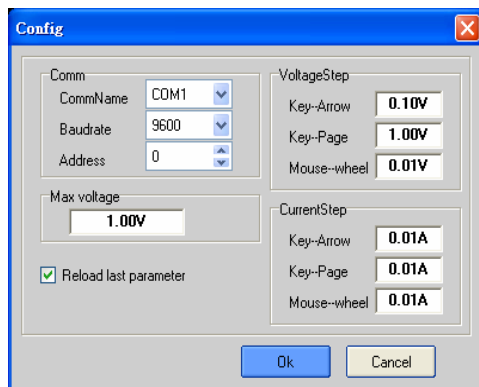 Config
Comm
CommName COM1
Baudrate 9600
Address 0
Max voltage
1.00V
Reload last parameter
VoltageStep
Key--Arrow 0.10V
Key--Page 1.00V
Mouse--wheel 0.01V
CurrentStep
Key--Arrow 0.01A
Key--Page 0.01A
Mouse--wheel 0.01A
Ok Cancel